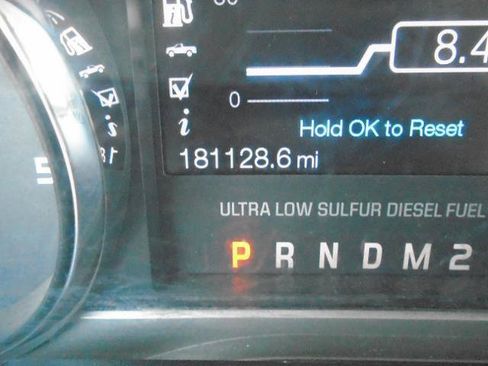 8.4
0
Hold OK to Reset
181128.6 mi
ULTRA LOW SULFUR DIESEL FUEL
P R N D M 2